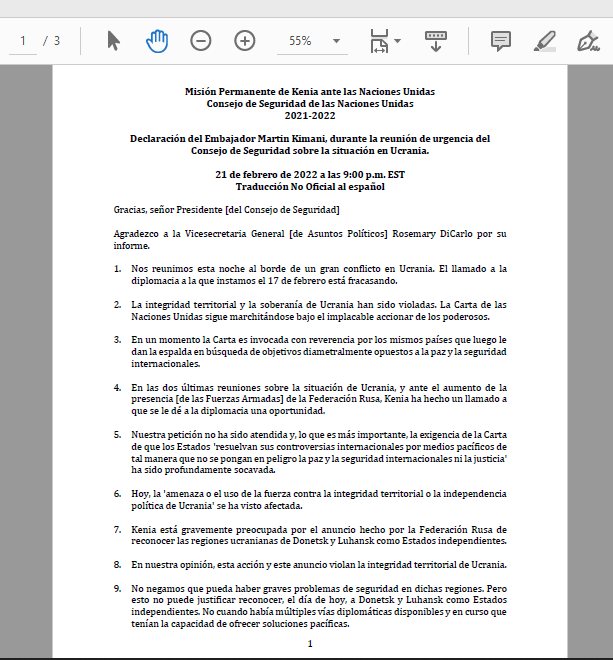 1 / 3
55%
Misión Permanente de Kenia ante las Naciones Unidas
Consejo de Seguridad de las Naciones Unidas
2021-2022
Declaración del Embajador Martin Kimani, durante la reunión de urgencia del
Consejo de Seguridad sobre la situación en Ucrania.
21 de febrero de 2022 a las 9:00 p.m. EST
Traducción No Oficial al español
Gracias, señor Presidente [del Consejo de Seguridad]
Agradezco a la Vicesecretaria General [de Asuntos Políticos] Rosemary DiCarlo por su
informe.
1. Nos reunimos esta noche al borde de un gran conflicto en Ucrania. El llamado a la
diplomacia a la que instamos el 17 de febrero está fracasando.
2. La integridad territorial y la soberanía de Ucrania han sido violadas. La Carta de las
Naciones Unidas sigue marchitándose bajo el implacable accionar de los poderosos.
3. En un momento la Carta es invocada con reverencia por los mismos países que luego le
dan la espalda en búsqueda de objetivos diametralmente opuestos a la paz y la seguridad
internacionales.
4. En las dos últimas reuniones sobre la situación de Ucrania, y ante el aumento de la
presencia [de las Fuerzas Armadas] de la Federación Rusa, Kenia ha hecho un llamado a
que se le dé a la diplomacia una oportunidad.
5. Nuestra petición no ha sido atendida y, lo que es más importante, la exigencia de la Carta
de que los Estados 'resuelvan sus controversias internacionales por medios pacíficos de
tal manera que no se pongan en peligro la paz y la seguridad internacionales ni la justicia'
ha sido profundamente socavada.
6. Hoy, la 'amenaza o el uso de la fuerza contra la integridad territorial o la independencia
política de Ucrania' se ha visto afectada.
7. Kenia está gravemente preocupada por el anuncio hecho por la Federación Rusa de
reconocer las regiones ucranianas de Donetsk y Luhansk como Estados independientes.
8. En nuestra opinión, esta acción y este anuncio violan la integridad territorial de Ucrania.
9. No negamos que pueda haber graves problemas de seguridad en dichas regiones. Pero
esto no puede justificar reconocer, el día de hoy, a Donetsk y Luhansk como Estados
independientes. No cuando había múltiples vías diplomáticas disponibles y en curso que
tenían la capacidad de ofrecer soluciones pacíficas.
1